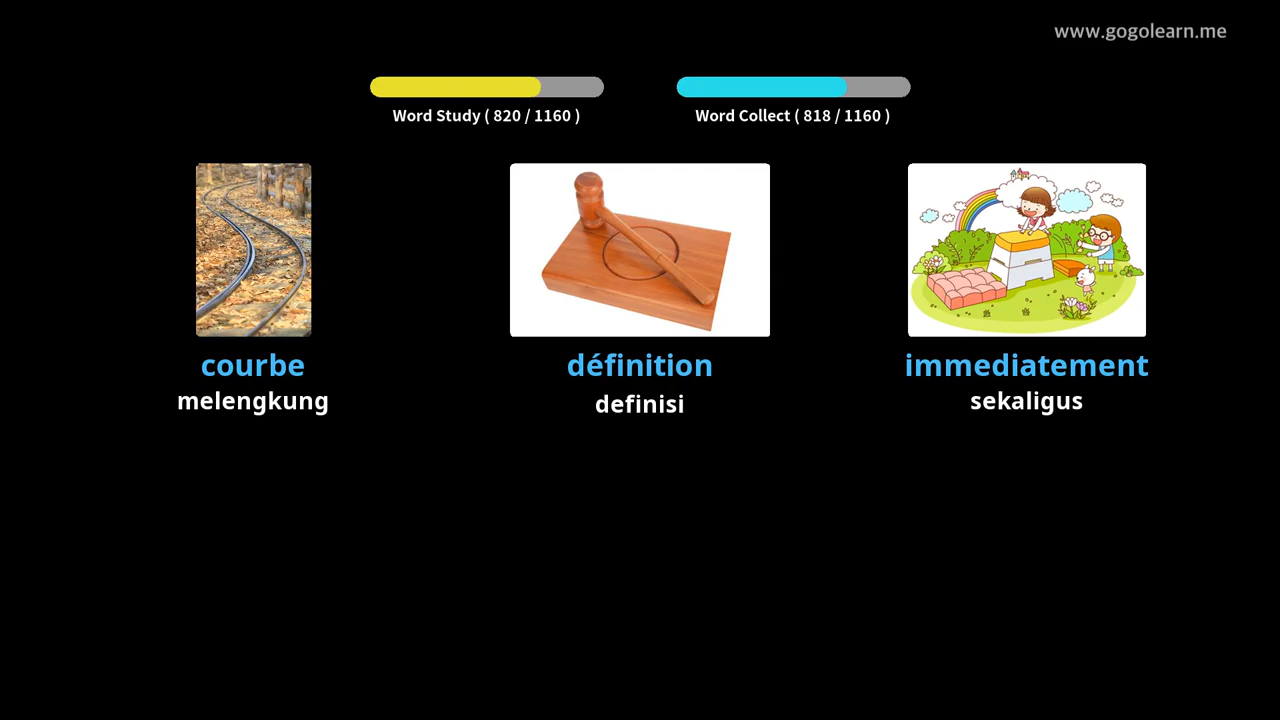 www.gogolearn.me
Word Study ( 820 / 1160 )
Word Collect ( 818 / 1160 )
courbe
melengkung
définition
definisi
immediatement
sekaligus